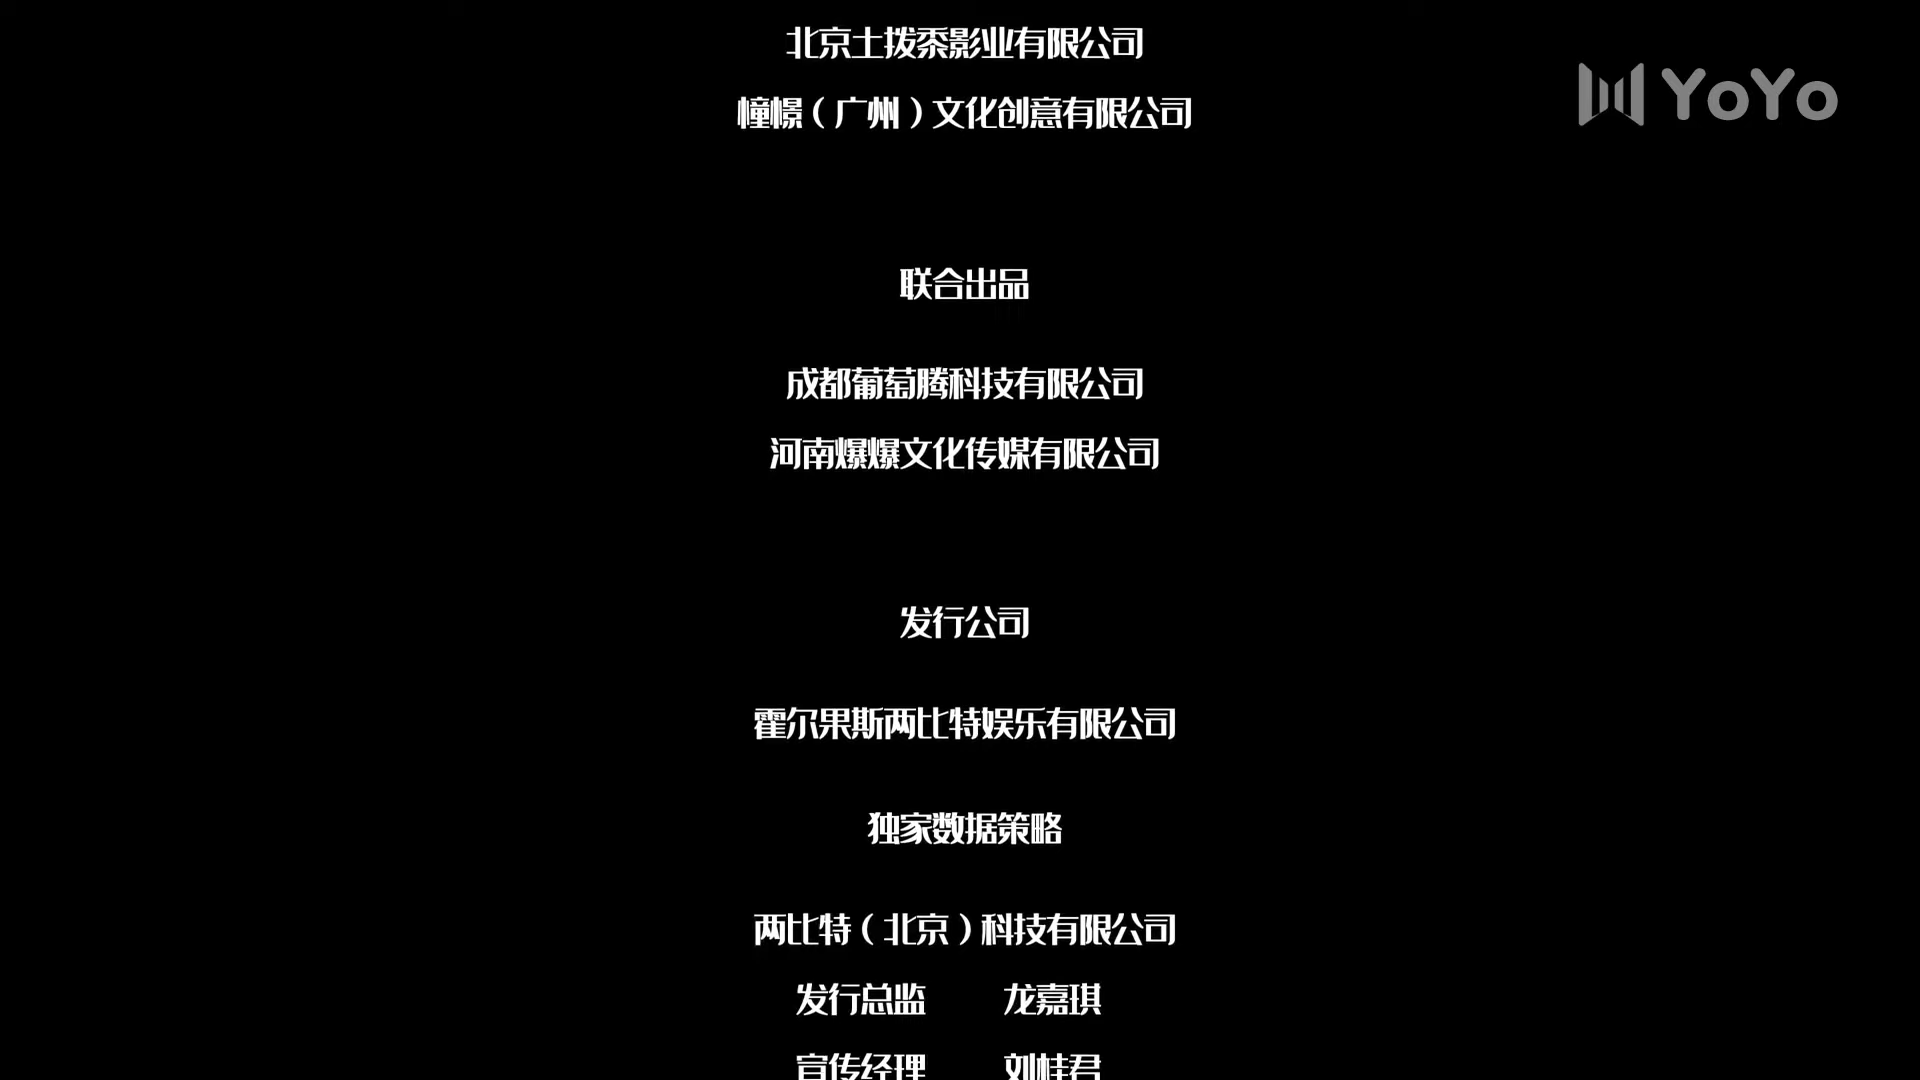 北京土拨黍影业有限公司
YoYo
憧憬（广州）文化创意有限公司
联合出品
成都葡萄腾科技有限公司
河南爆爆文化传媒有限公司
发行公司
霍尔果斯两比特娱乐有限公司
独家数据策略
两比特（北京）科技有限公司
发行总监 龙嘉琪
宣传经理 刘桂君